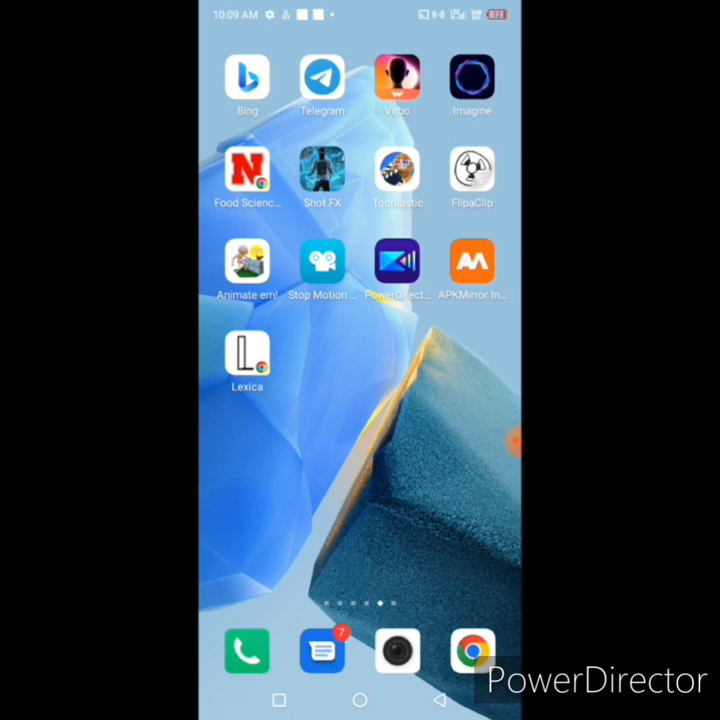 10:09 AM
12
Bing
Telegram
Virbo
Imagine
N
Food Scienc...
Shot FX
Toontastic
FlipaClip
Animate em!
Stop Motion ...
PowerDirect...
APKMirror In...
L
Lexica
7
PowerDirector